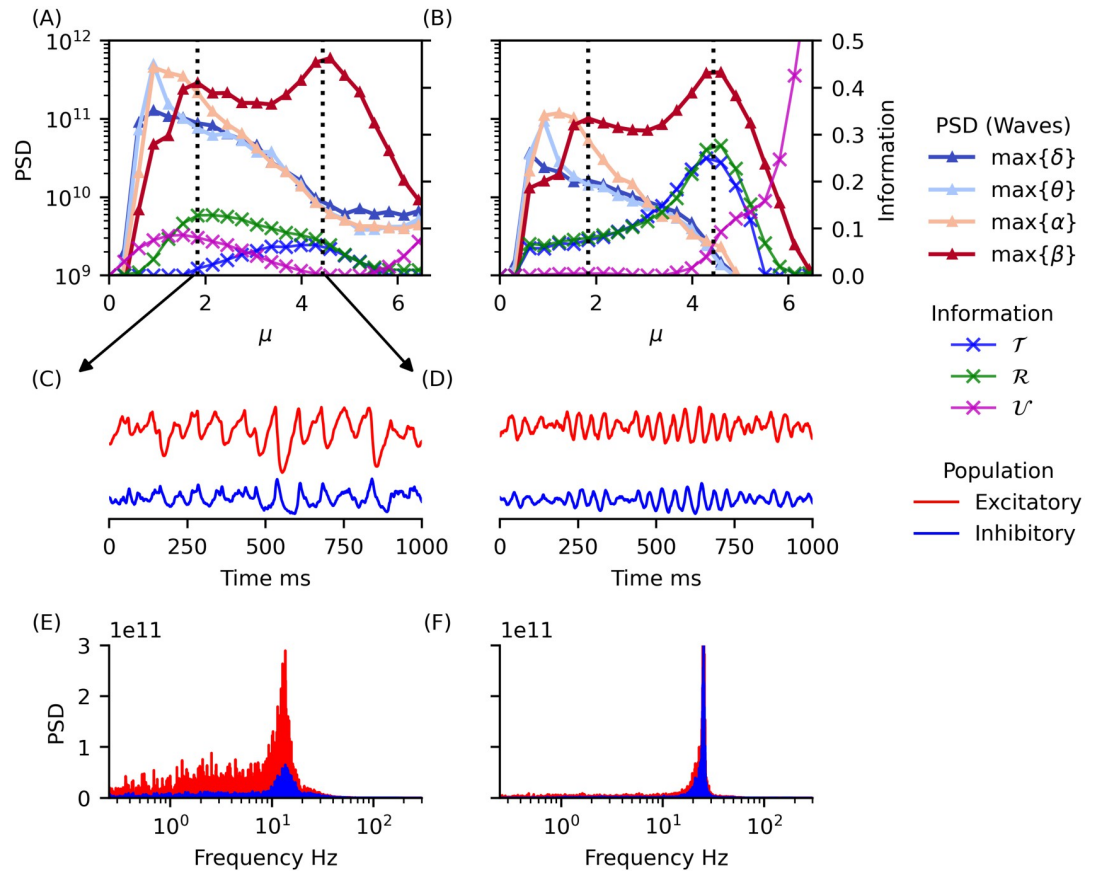 (A)
(B)
10^12
10^11
10^10
10^9
PSD
0 2 4 6
μ
0 2 4 6
μ
0.5
0.4
0.3
0.2
0.1
0.0
Information
PSD (Waves)
max{δ}
max{θ}
max{α}
max{β}
Information
𝒯
ℛ
𝒰
Population
Excitatory
Inhibitory
(C)
(D)
0 250 500 750 1000
Time ms
0 250 500 750 1000
Time ms
(E)
1e11
(F)
1e11
3
2
1
0
PSD
10^0 10^1 10^2
Frequency Hz
10^0 10^1 10^2
Frequency Hz